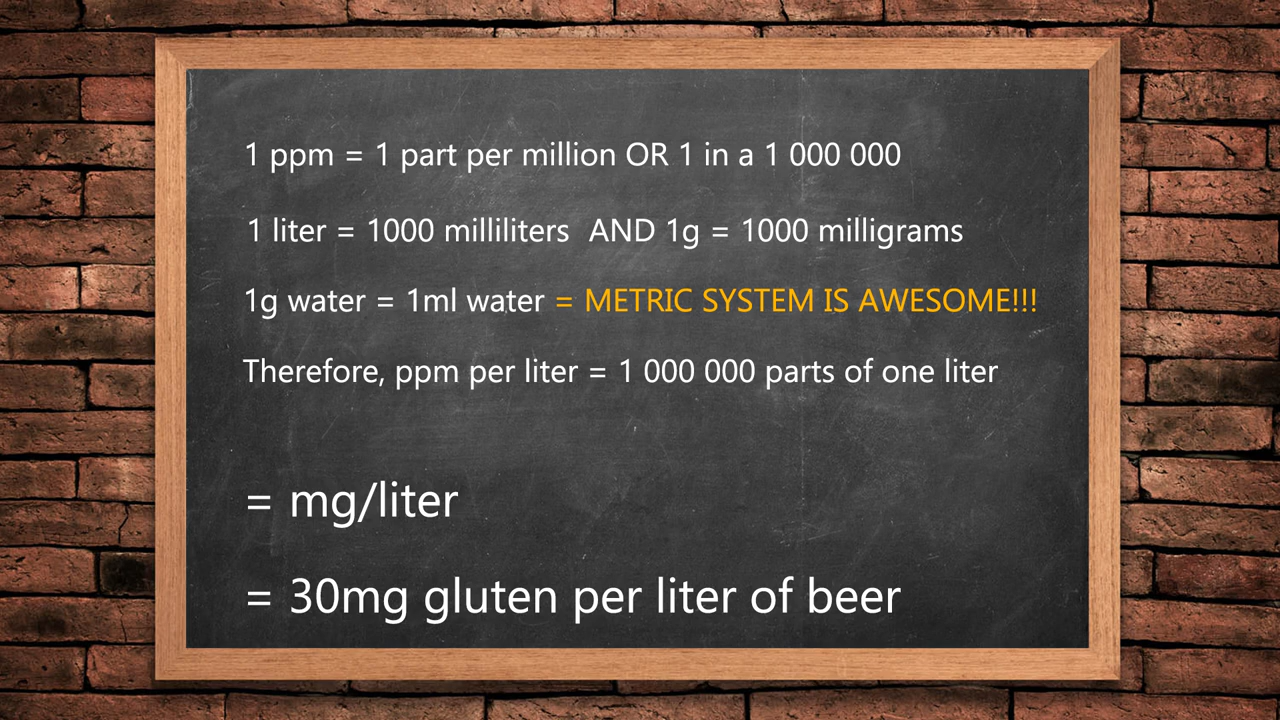 1 ppm = 1 part per million OR 1 in a 1 000 000
1 liter = 1000 milliliters  AND 1g = 1000 milligrams
1g water = 1ml water = METRIC SYSTEM IS AWESOME!!!
Therefore, ppm per liter = 1 000 000 parts of one liter
= mg/liter
= 30mg gluten per liter of beer